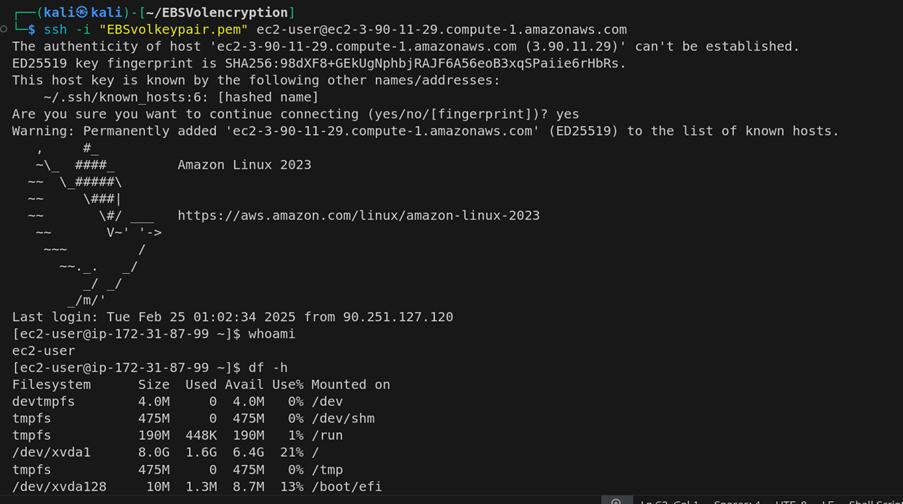 ┌──(kali㉿kali)-[~/EBSVolencryption]
└─$ ssh -i "EBSvolkeypair.pem" ec2-user@ec2-3-90-11-29.compute-1.amazonaws.com
The authenticity of host 'ec2-3-90-11-29.compute-1.amazonaws.com (3.90.11.29)' can't be established.
ED25519 key fingerprint is SHA256:98dXF8+GEkUgNphbjRAJF6A56eoB3xqSPaiie6rHbRs.
This host key is known by the following other names/addresses:
    ~/.ssh/known_hosts:6: [hashed name]
Are you sure you want to continue connecting (yes/no/[fingerprint])? yes
Warning: Permanently added 'ec2-3-90-11-29.compute-1.amazonaws.com' (ED25519) to the list of known hosts.
   ,     #_
   ~\_  ####_        Amazon Linux 2023
  ~~  \_#####\
  ~~     \###|
  ~~       \#/ ___   https://aws.amazon.com/linux/amazon-linux-2023
   ~~       V~' '->
    ~~~         /
      ~~._.   _/
         _/ _/
       _/m/'
Last login: Tue Feb 25 01:02:34 2025 from 90.251.127.120
[ec2-user@ip-172-31-87-99 ~]$ whoami
ec2-user
[ec2-user@ip-172-31-87-99 ~]$ df -h
Filesystem      Size  Used Avail Use% Mounted on
devtmpfs        4.0M     0  4.0M   0% /dev
tmpfs           475M     0  475M   0% /dev/shm
tmpfs           190M  448K  190M   1% /run
/dev/xvda1      8.0G  1.6G  6.4G  21% /
tmpfs           475M     0  475M   0% /tmp
/dev/xvda128     10M  1.3M  8.7M  13% /boot/efi